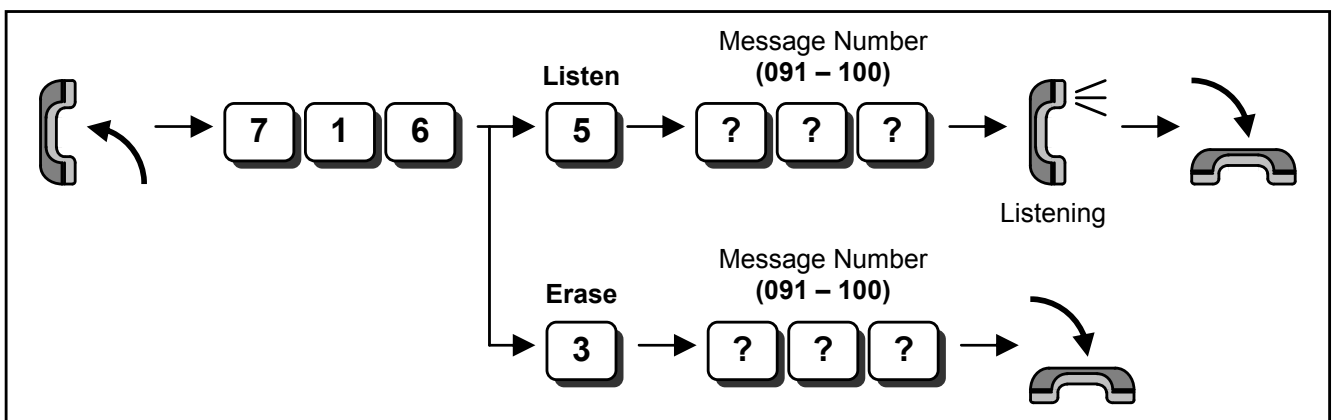 Message Number
(091 – 100)
Listen
7 1 6
5
? ? ?
Listening
Message Number
(091 – 100)
Erase
3
? ? ?